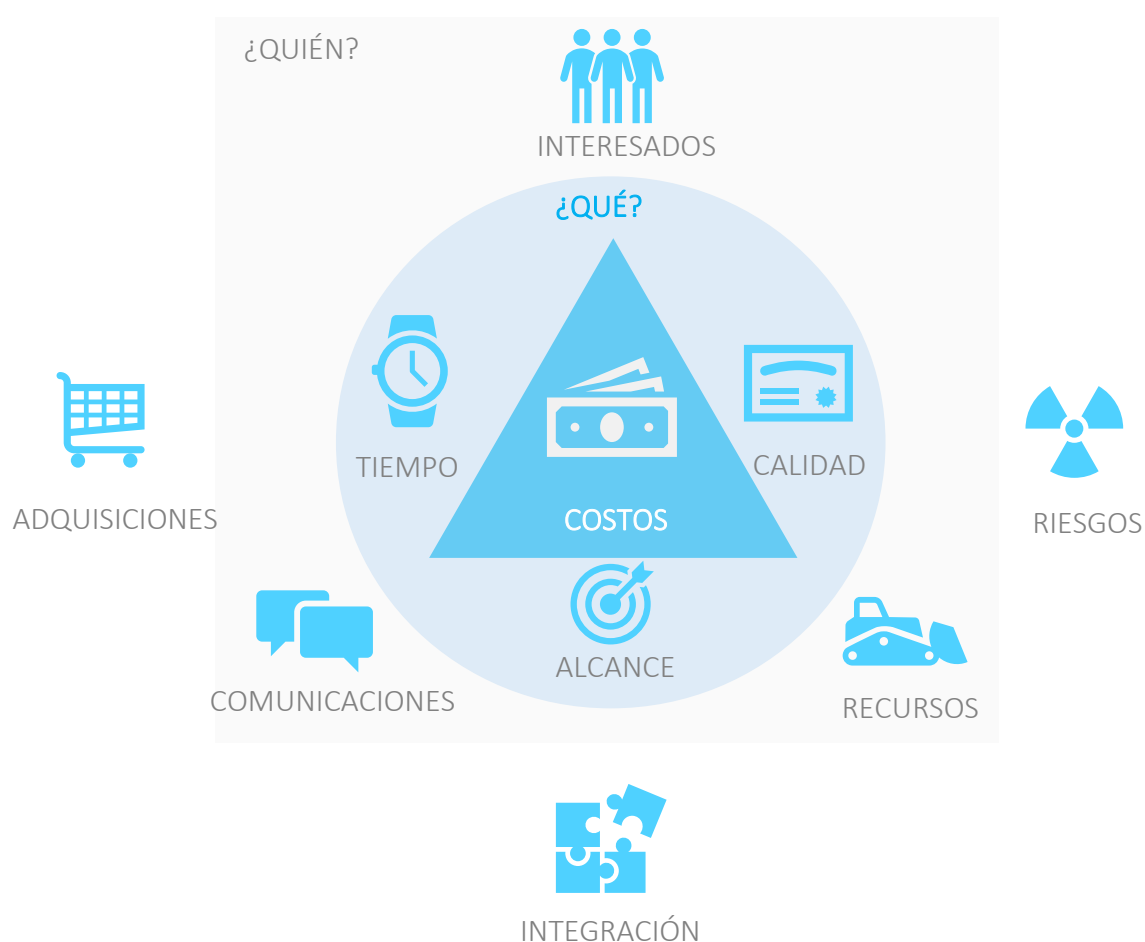 ¿QUIÉN?
INTERESADOS
¿QUÉ?
TIEMPO
CALIDAD
COSTOS
ADQUISICIONES
RIESGOS
ALCANCE
COMUNICACIONES
RECURSOS
INTEGRACIÓN